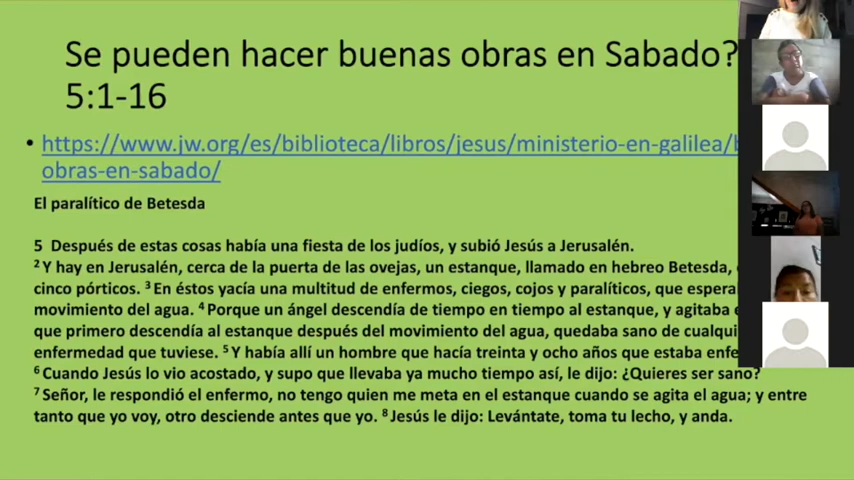 Se pueden hacer buenas obras en Sabado?
5:1-16
• https://www.jw.org/es/biblioteca/libros/jesus/ministerio-en-galilea/
obras-en-sabado/
El paralítico de Betesda
5 Después de estas cosas había una fiesta de los judíos, y subió Jesús a Jerusalén.
2 Y hay en Jerusalén, cerca de la puerta de las ovejas, un estanque, llamado en hebreo Betesda,
cinco pórticos. 3 En éstos yacía una multitud de enfermos, ciegos, cojos y paralíticos, que
movimiento del agua. 4 Porque un ángel descendía de tiempo en tiempo al estanque, y agitaba
que primero descendía al estanque después del movimiento del agua, quedaba sano de
enfermedad que tuviese. 5 Y había allí un hombre que hacía treinta y ocho años que estaba
6 Cuando Jesús lo vio acostado, y supo que llevaba ya mucho tiempo así, le dijo: ¿Quieres ser sano?
7 Señor, le respondió el enfermo, no tengo quien me meta en el estanque cuando se agita el agua; y entre
tanto que yo voy, otro desciende antes que yo. 8 Jesús le dijo: Levántate, toma tu lecho, y anda.